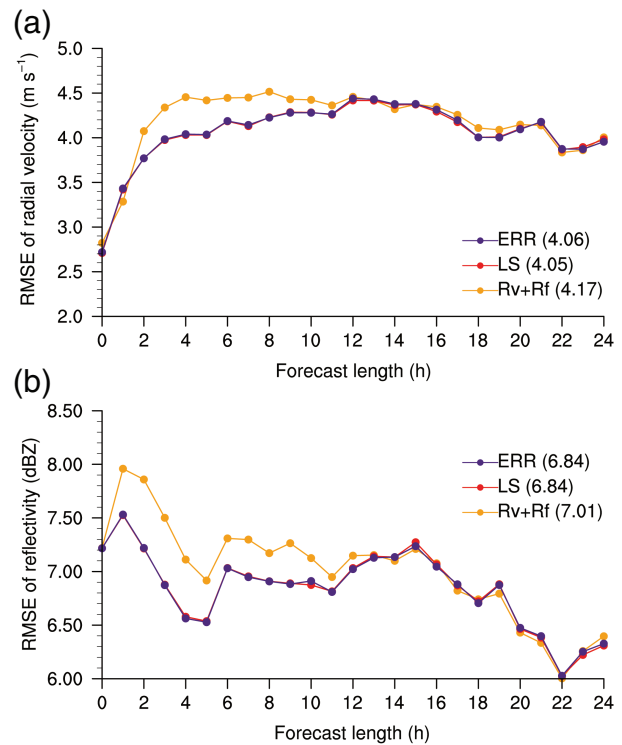 (a)
RMSE of radial velocity (m s⁻¹)
5.0
4.5
4.0
3.5
3.0
2.5
2.0
ERR (4.06)
LS (4.05)
Rv+Rf (4.17)
0 2 4 6 8 10 12 14 16 18 20 22 24
Forecast length (h)
(b)
RMSE of reflectivity (dBZ)
8.50
8.00
7.50
7.00
6.50
6.00
ERR (6.84)
LS (6.84)
Rv+Rf (7.01)
0 2 4 6 8 10 12 14 16 18 20 22 24
Forecast length (h)